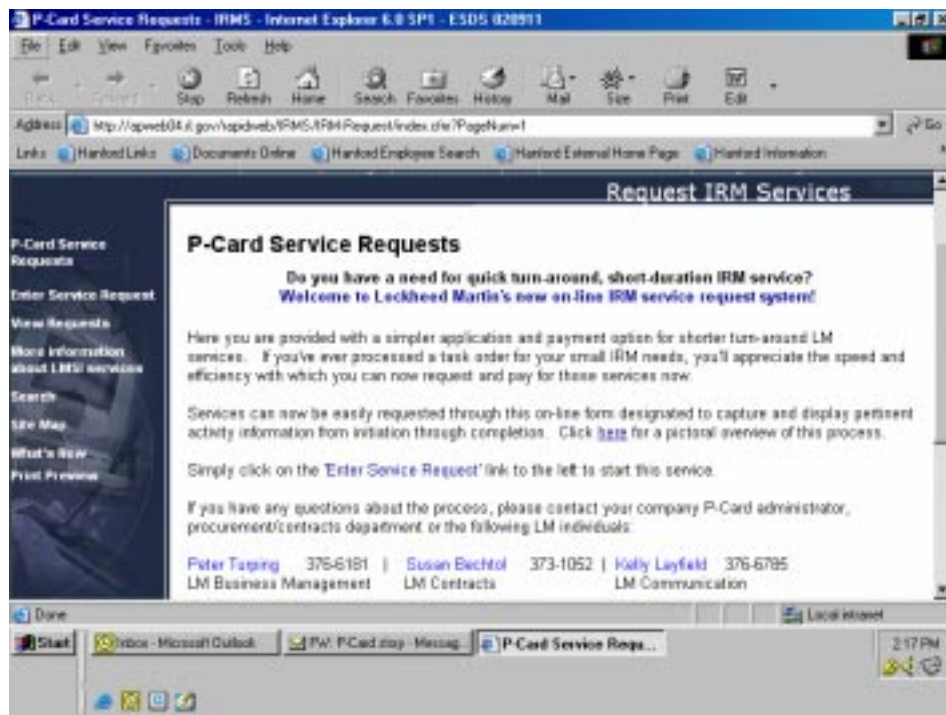 P-Card Service Requests - IRMS - Internet Explorer 6.0 SP1 - ESDS 020911
File Edit View Favorites Tools Help
Back Forward Stop Refresh Home Search Favorites History Mail Size Print Edit
Address Go
Links Hanford Links Documents Online Hanford Employee Search Hanford External Home Page Hanford Information
Request IRM Services
P-Card Service
Requests
Enter Service Request
View Requests
More information
about LMSI services
Search
Site Map
What's New
Print Preview
P-Card Service Requests
Do you have a need for quick turn-around, short-duration IRM service?
Welcome to Lockheed Martin's new on-line IRM service request system!
Here you are provided with a simpler application and payment option for shorter turn-around LM
services. If you've ever processed a task order for your small IRM needs, you'll appreciate the speed and
efficiency with which you can now request and pay for those services now.
Services can now be easily requested through this on-line form designated to capture and display pertinent
activity information from initiation through completion. Click here for a pictoral overview of this process.
Simply click on the 'Enter Service Request' link to the left to start this service.
If you have any questions about the process, please contact your company P-Card administrator,
procurement/contracts department or the following LM individuals:
Peter 376-6181 | Susan Bechtol 373-1052 | Kelly Layfield 376-6785
LM Business Management LM Contracts LM Communication
Done Local intranet
Start Inbox - Microsoft Outlook FW: P-Card story - Messag... P-Card Service Requ... 2:17 PM